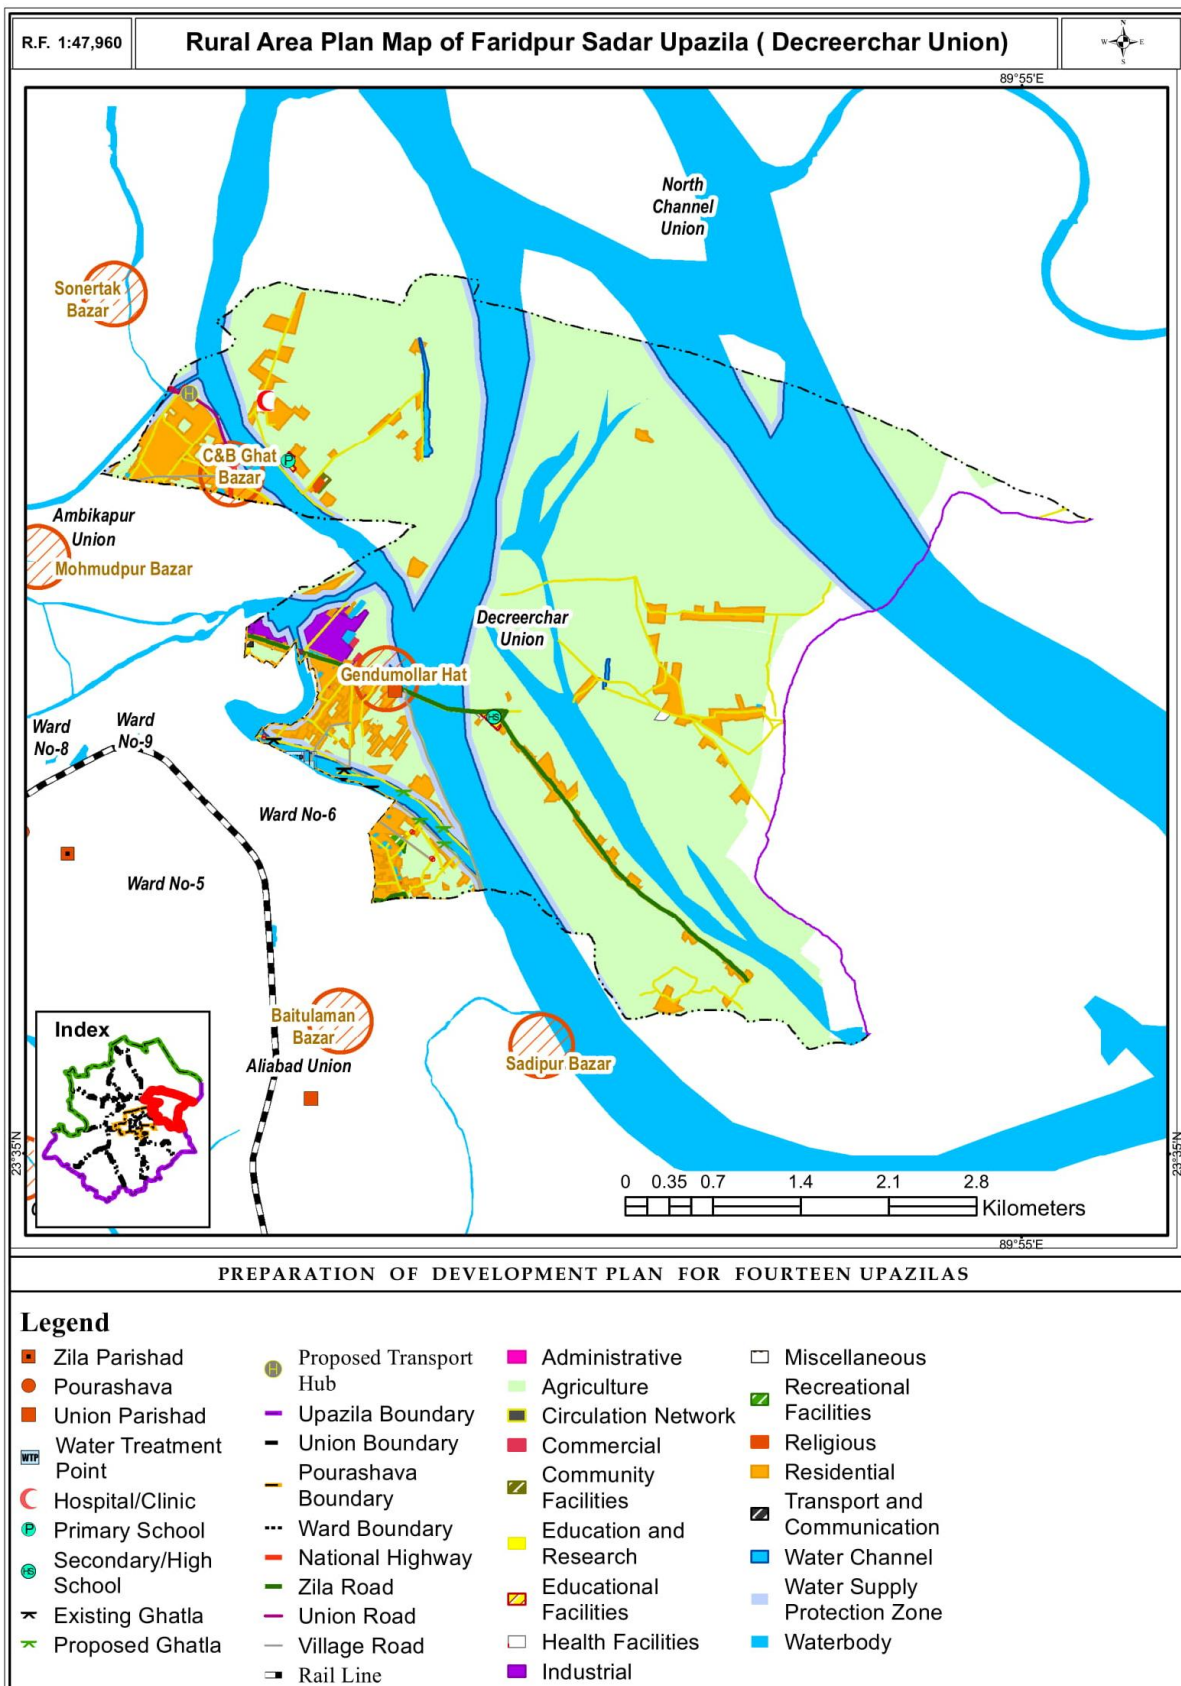 R.F. 1:47,960
Rural Area Plan Map of Faridpur Sadar Upazila ( Decreerchar Union)
N
W E
S
89°55'E
North
Channel
Union
Sonertak
Bazar
H
C&B Ghat
Bazar
P
Ambikapur
Union
Mohmudpur Bazar
Decreerchar
Union
Gendumollar Hat
HS
Ward
No-8
Ward
No-9
Ward No-6
Ward No-5
Baitulaman
Bazar
Aliabad Union
Sadipur Bazar
Index
23°35'N
23°35'N
0 0.35 0.7 1.4 2.1 2.8
Kilometers
89°55'E
PREPARATION OF DEVELOPMENT PLAN FOR FOURTEEN UPAZILAS
Legend
Zila Parishad
Pourashava
Union Parishad
WTP Water Treatment
Point
Hospital/Clinic
P Primary School
HS Secondary/High
School
Existing Ghatla
Proposed Ghatla
H Proposed Transport
Hub
Upazila Boundary
Union Boundary
Pourashava
Boundary
Ward Boundary
National Highway
Zila Road
Union Road
Village Road
Rail Line
Administrative
Agriculture
Circulation Network
Commercial
Community
Facilities
Education and
Research
Educational
Facilities
Health Facilities
Industrial
Miscellaneous
Recreational
Facilities
Religious
Residential
Transport and
Communication
Water Channel
Water Supply
Protection Zone
Waterbody